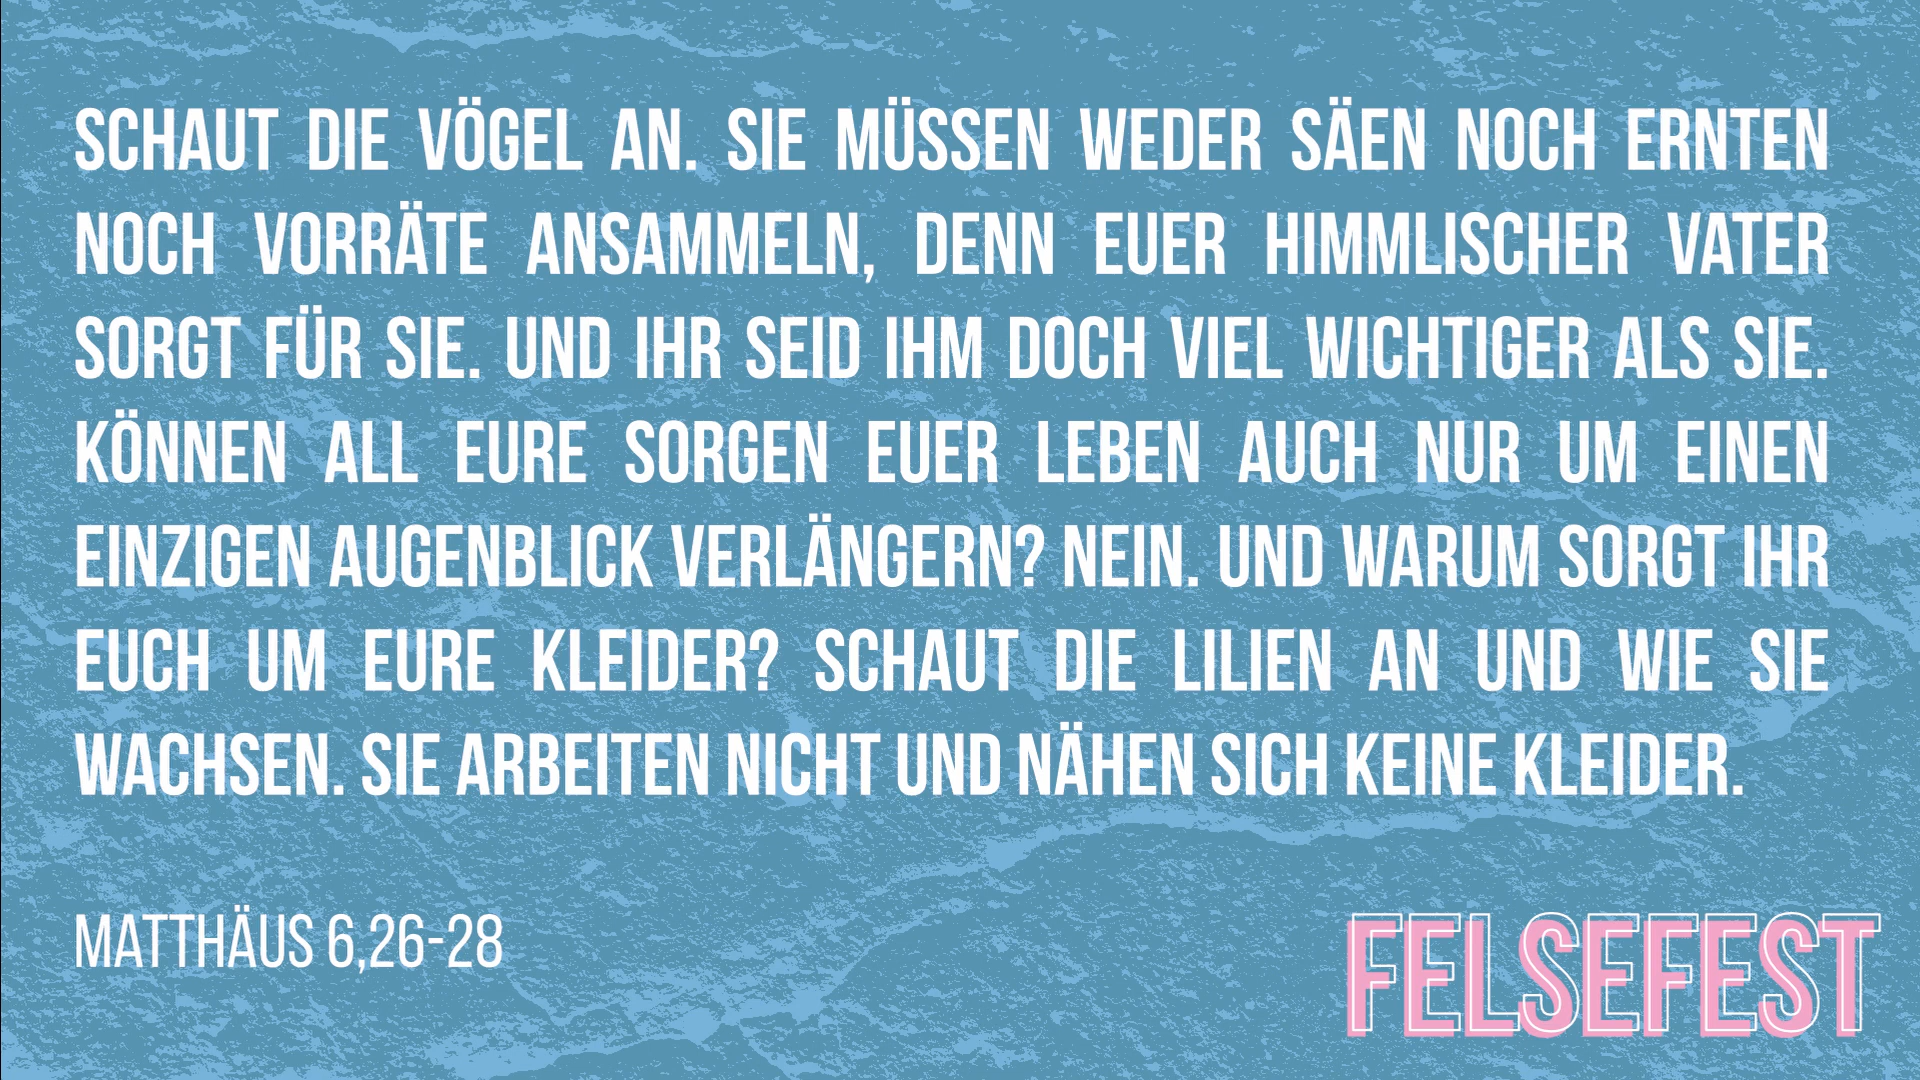 SCHAUT DIE VÖGEL AN. SIE MÜSSEN WEDER SÄEN NOCH ERNTEN
NOCH VORRÄTE ANSAMMELN, DENN EUER HIMMLISCHER VATER
SORGT FÜR SIE. UND IHR SEID IHM DOCH VIEL WICHTIGER ALS SIE.
KÖNNEN ALL EURE SORGEN EUER LEBEN AUCH NUR UM EINEN
EINZIGEN AUGENBLICK VERLÄNGERN? NEIN. UND WARUM SORGT IHR
EUCH UM EURE KLEIDER? SCHAUT DIE LILIEN AN UND WIE SIE
WACHSEN. SIE ARBEITEN NICHT UND NÄHEN SICH KEINE KLEIDER.
MATTHÄUS 6,26-28
FELSEFEST